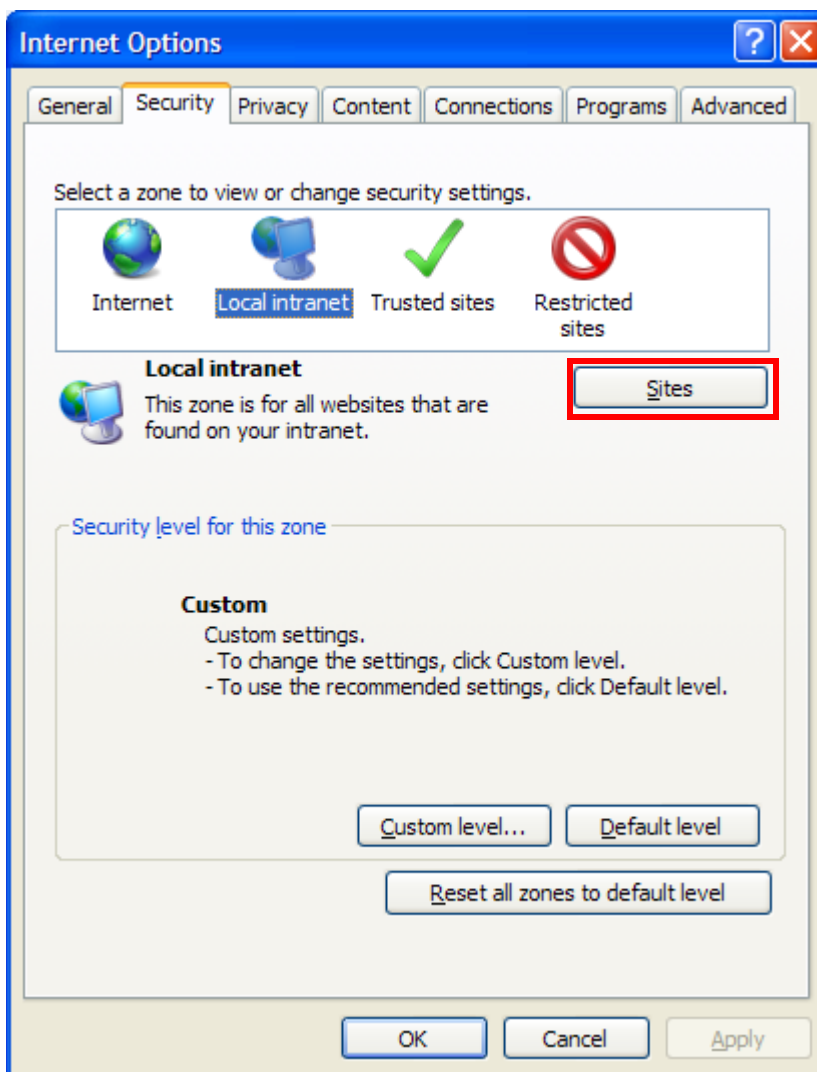 Internet Options
General Security Privacy Content Connections Programs Advanced
Select a zone to view or change security settings.
Internet Local intranet Trusted sites Restricted sites
Local intranet
Sites
This zone is for all websites that are
found on your intranet.
Security level for this zone
Custom
Custom settings.
- To change the settings, click Custom level.
- To use the recommended settings, click Default level.
Custom level... Default level
Reset all zones to default level
OK Cancel Apply